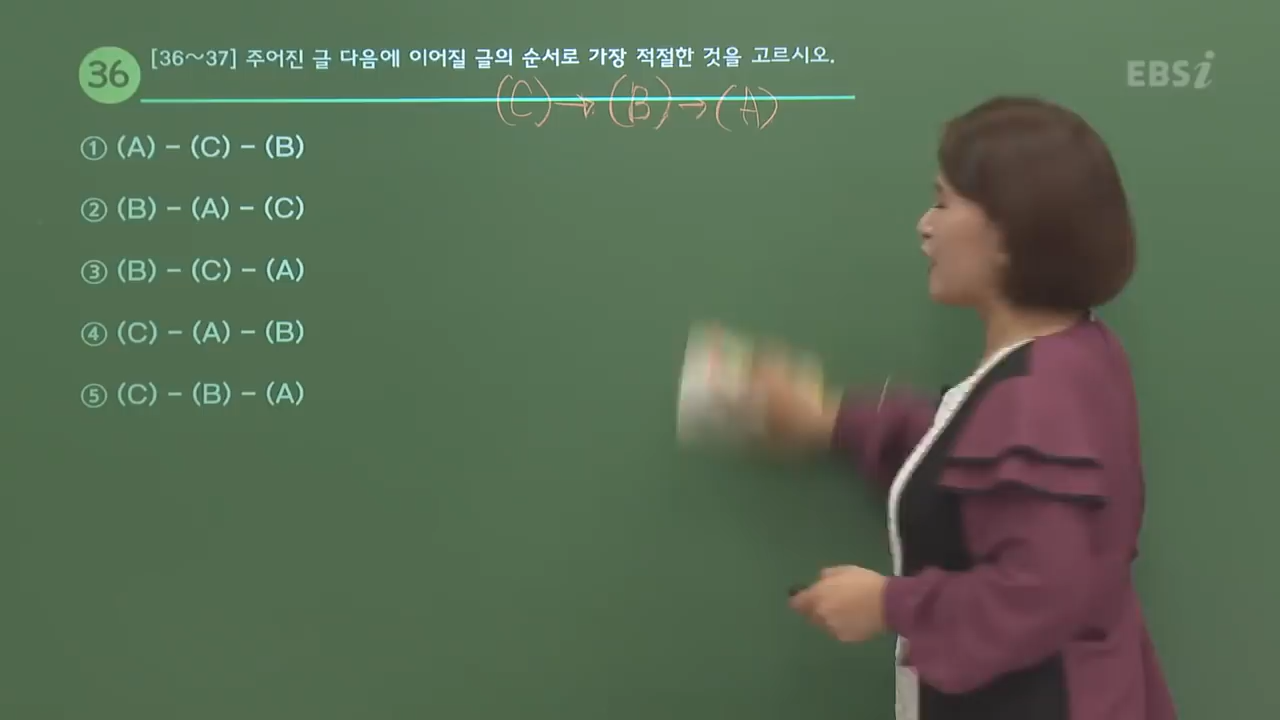 36 [36~37] 주어진 글 다음에 이어질 글의 순서로 가장 적절한 것을 고르시오.
EBSi
(C)→(B)→(A)
① (A) - (C) - (B)
② (B) - (A) - (C)
③ (B) - (C) - (A)
④ (C) - (A) - (B)
⑤ (C) - (B) - (A)